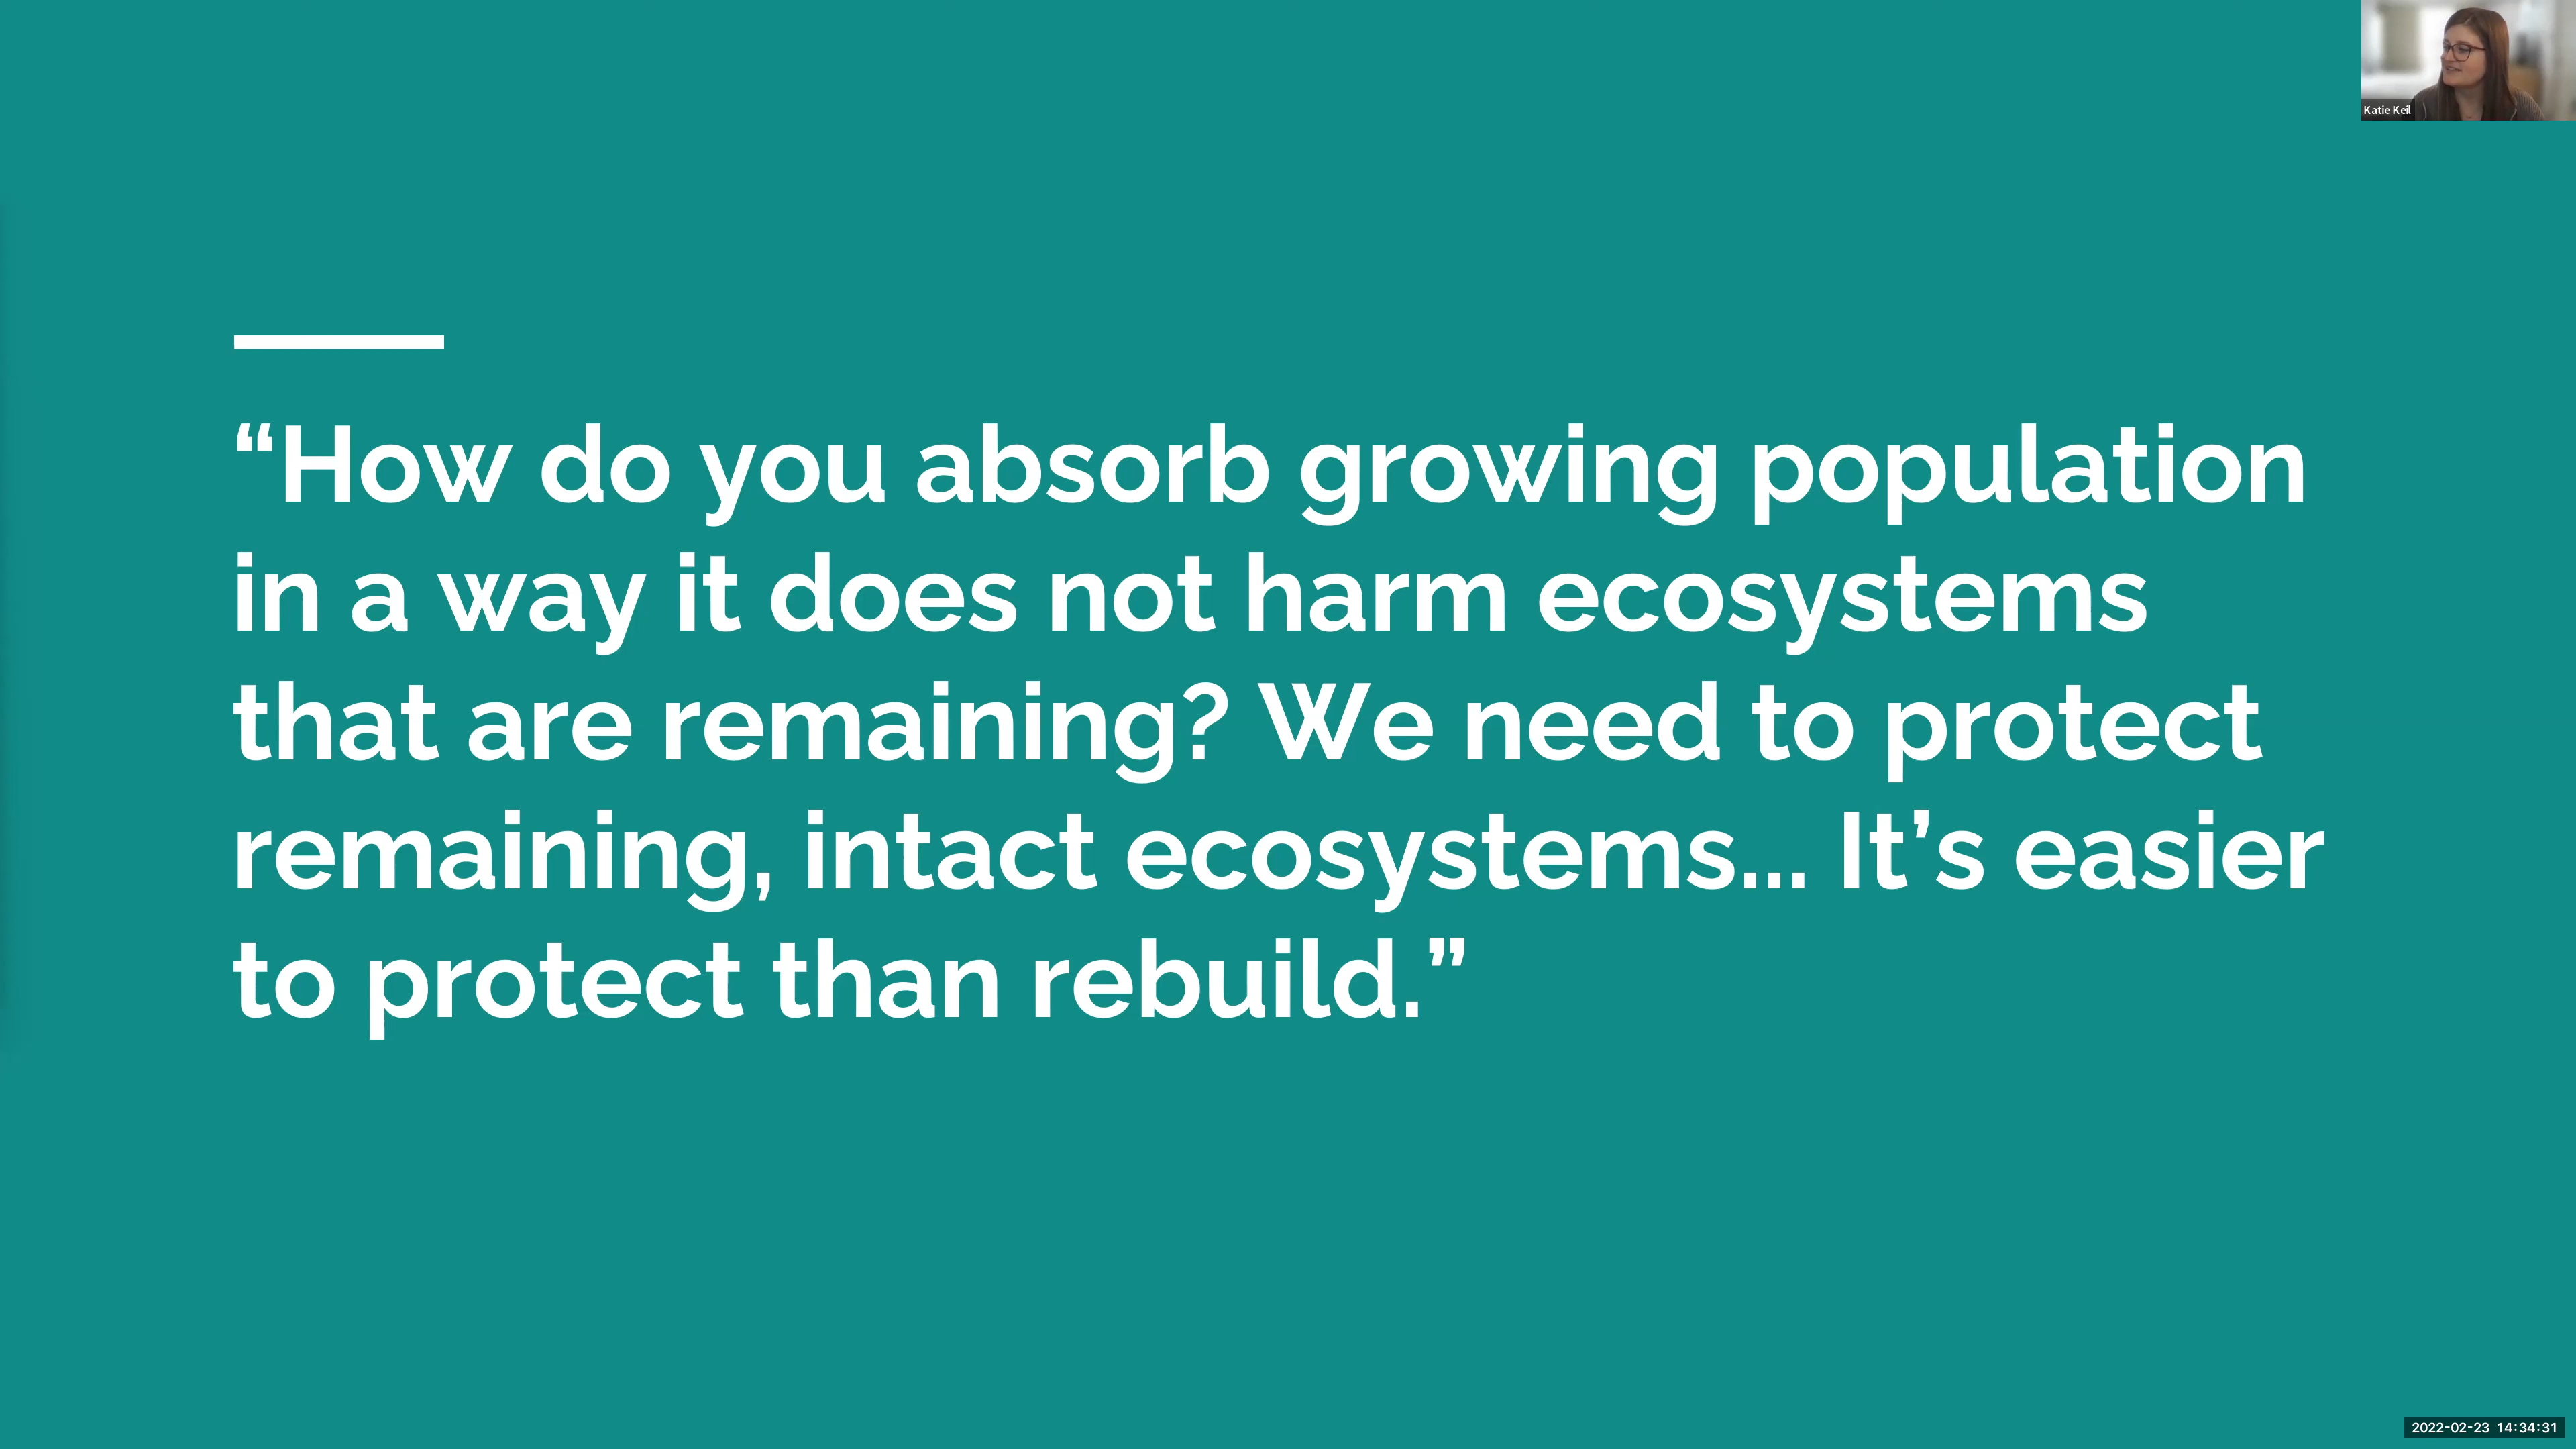 Katie Keil
“How do you absorb growing population
in a way it does not harm ecosystems
that are remaining? We need to protect
remaining, intact ecosystems... It’s easier
to protect than rebuild.”
2022-02-23 14:34:31